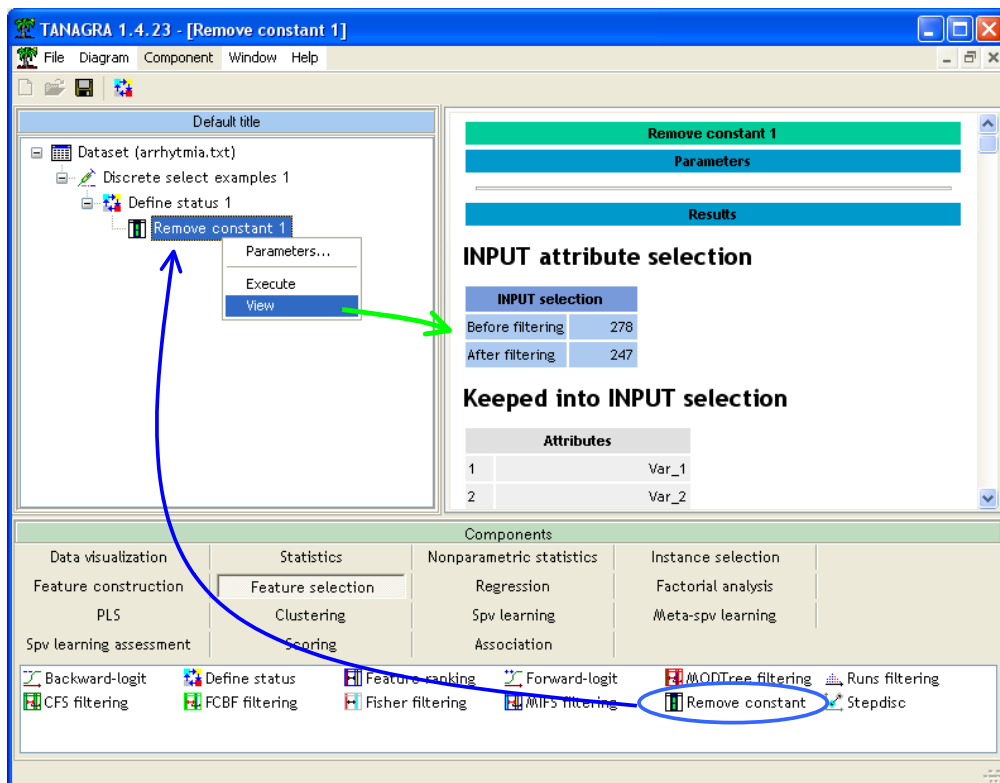 TANAGRA 1.4.23 - [Remove constant 1]
File Diagram Component Window Help
Default title
Dataset (arrhytmia.txt)
Discrete select examples 1
Define status 1
Remove constant 1
Parameters...
Execute
View
Remove constant 1
Parameters
Results
INPUT attribute selection
INPUT selection
Before filtering 278
After filtering 247
Keeped into INPUT selection
Attributes
1 Var_1
2 Var_2
Components
Data visualization Statistics Nonparametric statistics Instance selection
Feature construction Feature selection Regression Factorial analysis
PLS Clustering Spv learning Meta-spv learning
Spv learning assessment Scoring Association
Backward-logit Define status Feature ranking Forward-logit MODTree filtering Runs filtering
CFS filtering FCBF filtering Fisher filtering MIFS filtering Remove constant Stepdisc